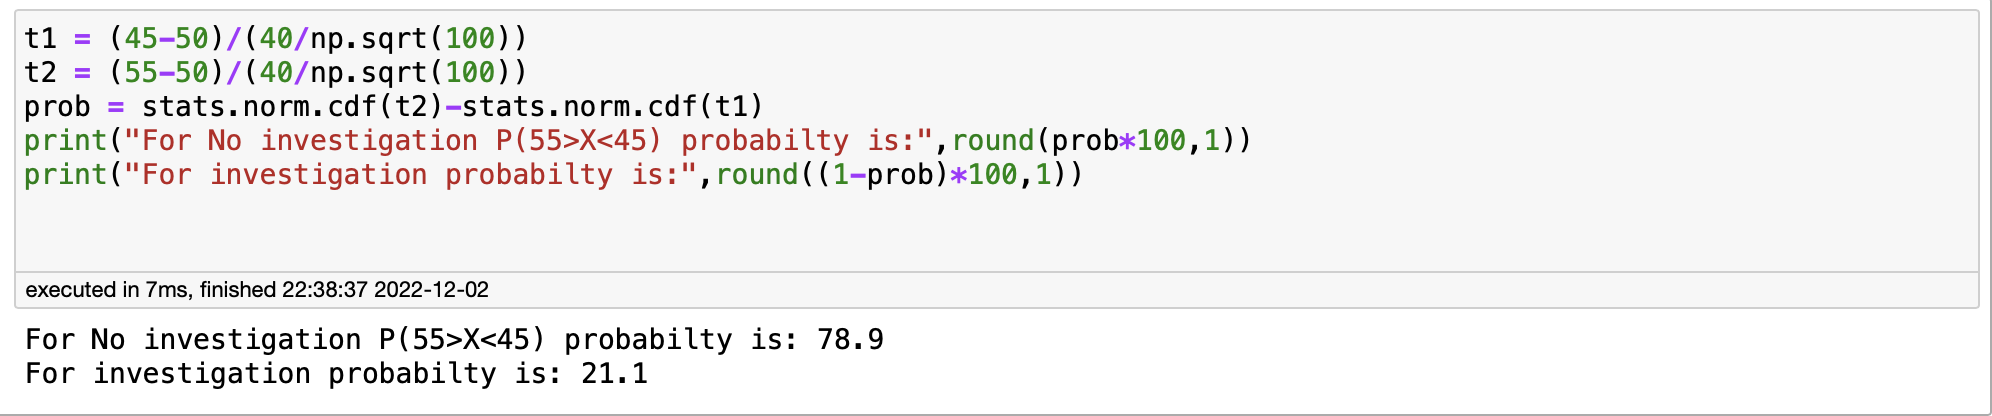 t1 = (45-50)/(40/np.sqrt(100))
t2 = (55-50)/(40/np.sqrt(100))
prob = stats.norm.cdf(t2)-stats.norm.cdf(t1)
print("For No investigation P(55>X<45) probabilty is:",round(prob*100,1))
print("For investigation probabilty is:",round((1-prob)*100,1))
executed in 7ms, finished 22:38:37 2022-12-02
For No investigation P(55>X<45) probabilty is: 78.9
For investigation probabilty is: 21.1